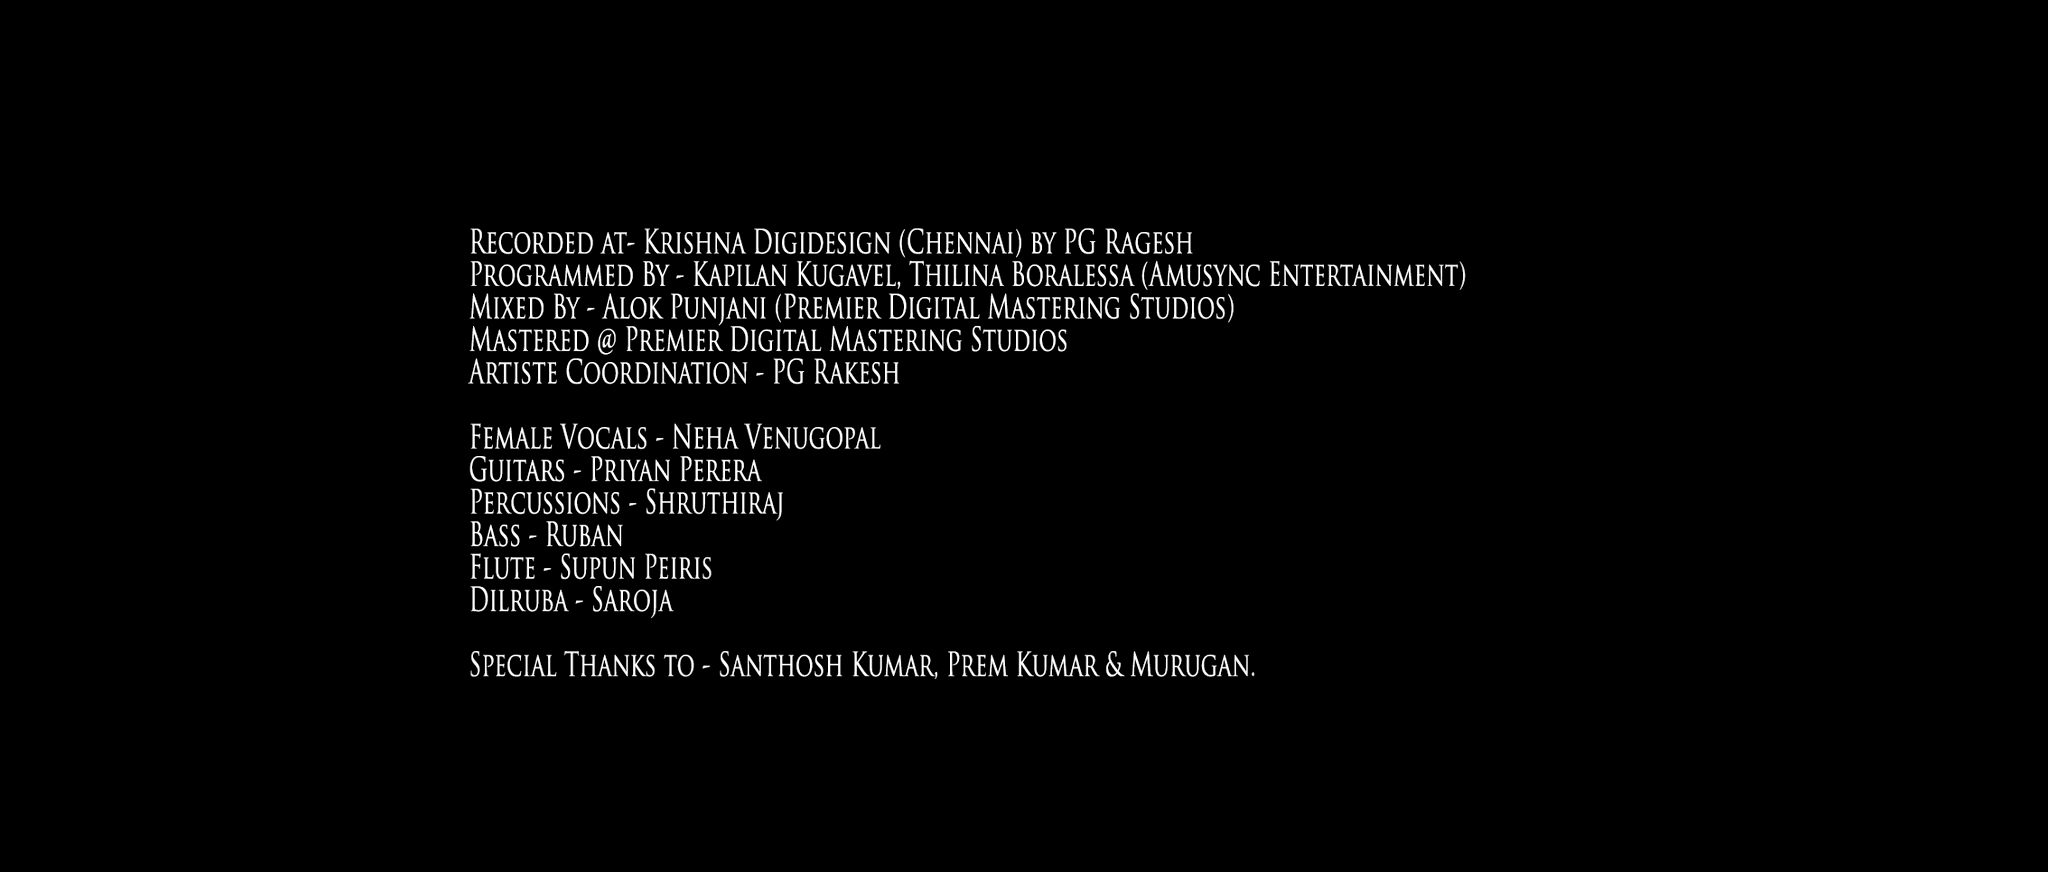 Recorded at- Krishna Digidesign (Chennai) by PG Ragesh
Programmed By - Kapilan Kugavel, Thilina Boralessa (Amusync Entertainment)
Mixed By - Alok Punjani (Premier Digital Mastering Studios)
Mastered @ Premier Digital Mastering Studios
Artiste Coordination - PG Rakesh
Female Vocals - Neha Venugopal
Guitars - Priyan Perera
Percussions - Shruthiraj
Bass - Ruban
Flute - Supun Peiris
Dilruba - Saroja
Special Thanks to - Santhosh Kumar, Prem Kumar & Murugan.